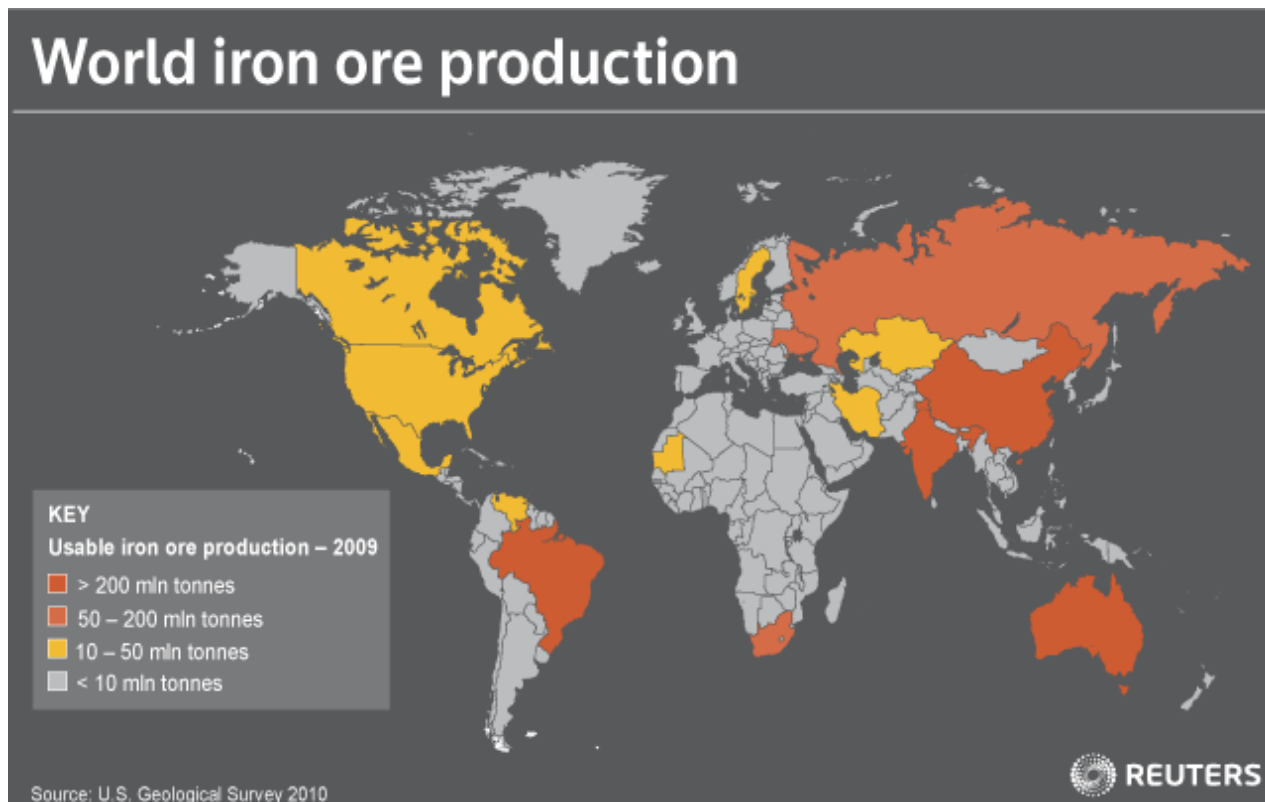 World iron ore production
KEY
Usable iron ore production – 2009
> 200 mln tonnes
50 – 200 mln tonnes
10 – 50 mln tonnes
< 10 mln tonnes
Source: U.S. Geological Survey 2010
REUTERS